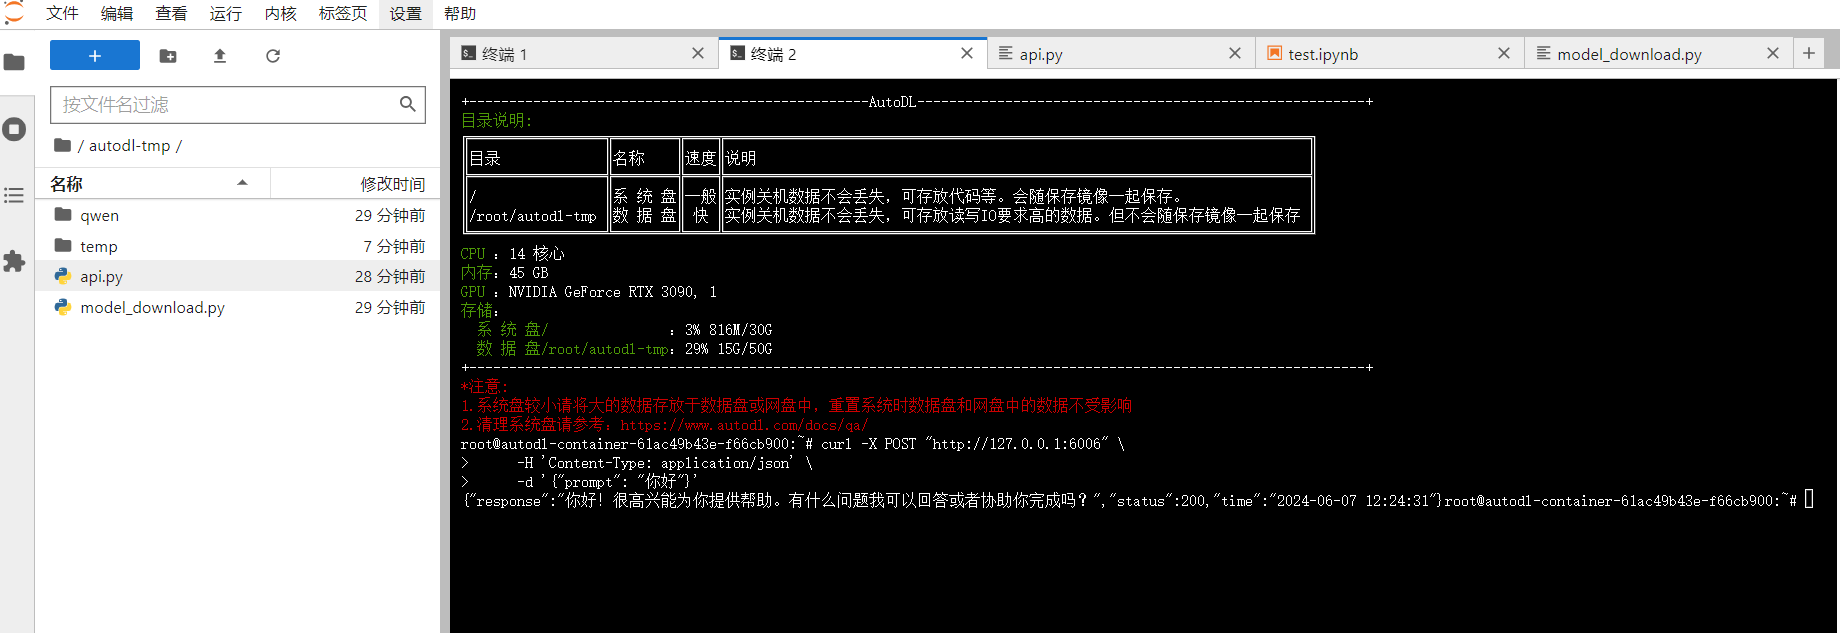 文件 编辑 查看 运行 内核 标签页 设置 帮助
按文件名过滤
/ autodl-tmp /
名称 修改时间
qwen 29 分钟前
temp 7 分钟前
api.py 28 分钟前
model_download.py 29 分钟前
终端 1 终端 2 api.py test.ipynb model_download.py
+--------------------------------------------------AutoDL--------------------------------------------------------+
目录说明:
目录 名称 速度 说明
/ 系 统 盘 一般 实例关机数据不会丢失，可存放代码等。会随保存镜像一起保存。
/root/autodl-tmp 数 据 盘 快 实例关机数据不会丢失，可存放读写IO要求高的数据。但不会随保存镜像一起保存
CPU ：14 核心
内存：45 GB
GPU ：NVIDIA GeForce RTX 3090, 1
存储：
系 统 盘/ ：3% 816M/30G
数 据 盘/root/autodl-tmp：29% 15G/50G
+----------------------------------------------------------------------------------------------------------------+
*注意:
1.系统盘较小请将大的数据存放于数据盘或网盘中，重置系统时数据盘和网盘中的数据不受影响
2.清理系统盘请参考：https://www.autodl.com/docs/qa/
root@autodl-container-61ac49b43e-f66cb900:~# curl -X POST "http://127.0.0.1:6006" \
> -H 'Content-Type: application/json' \
> -d '{"prompt": "你好"}'
{"response":"你好！很高兴能为你提供帮助。有什么问题我可以回答或者协助你完成吗？","status":200,"time":"2024-06-07 12:24:31"}root@autodl-container-61ac49b43e-f66cb900:~#